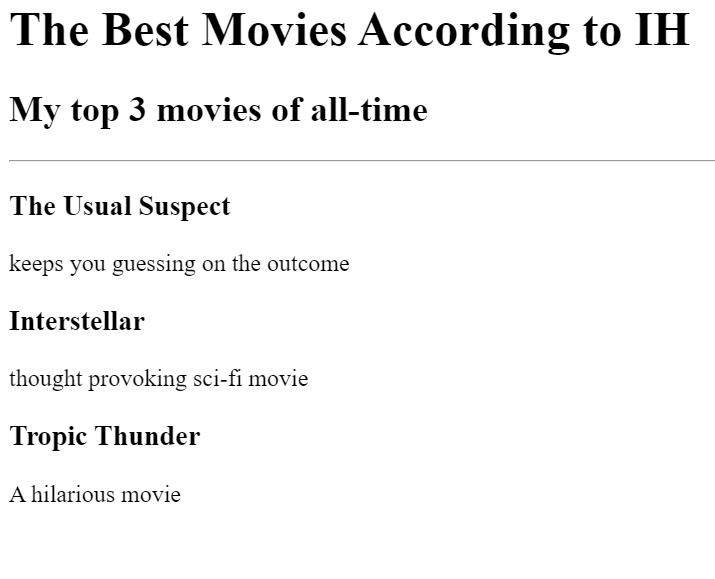 The Best Movies According to IH
My top 3 movies of all-time
The Usual Suspect
keeps you guessing on the outcome
Interstellar
thought provoking sci-fi movie
Tropic Thunder
A hilarious movie